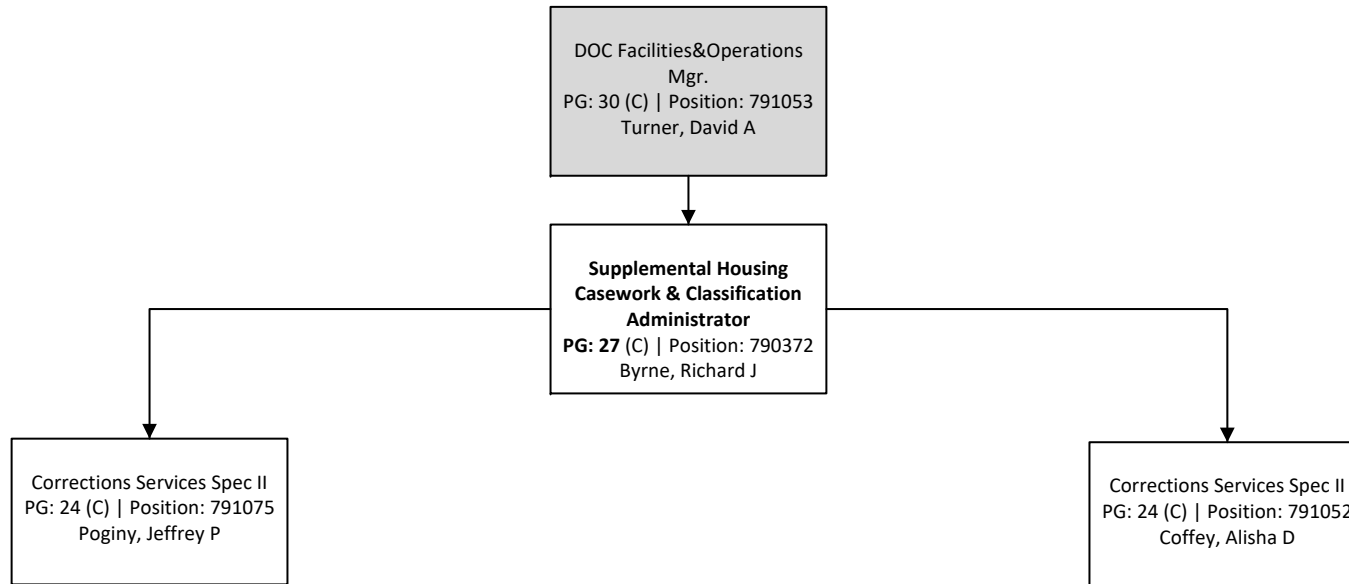 DOC Facilities&Operations
Mgr.
PG: 30 (C) | Position: 791053
Turner, David A
Supplemental Housing
Casework & Classification
Administrator
PG: 27 (C) | Position: 790372
Byrne, Richard J
Corrections Services Spec II
PG: 24 (C) | Position: 791075
Poginy, Jeffrey P
Corrections Services Spec II
PG: 24 (C) | Position: 791052
Coffey, Alisha D